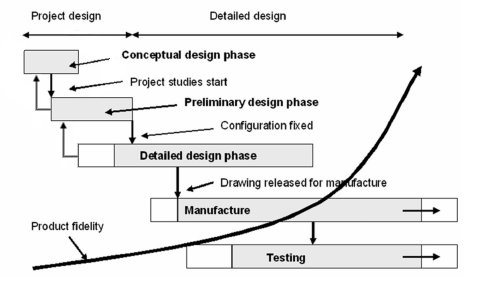 Project design
Detailed design
Conceptual design phase
Project studies start
Preliminary design phase
Configuration fixed
Detailed design phase
Drawing released for manufacture
Manufacture
Product fidelity
Testing